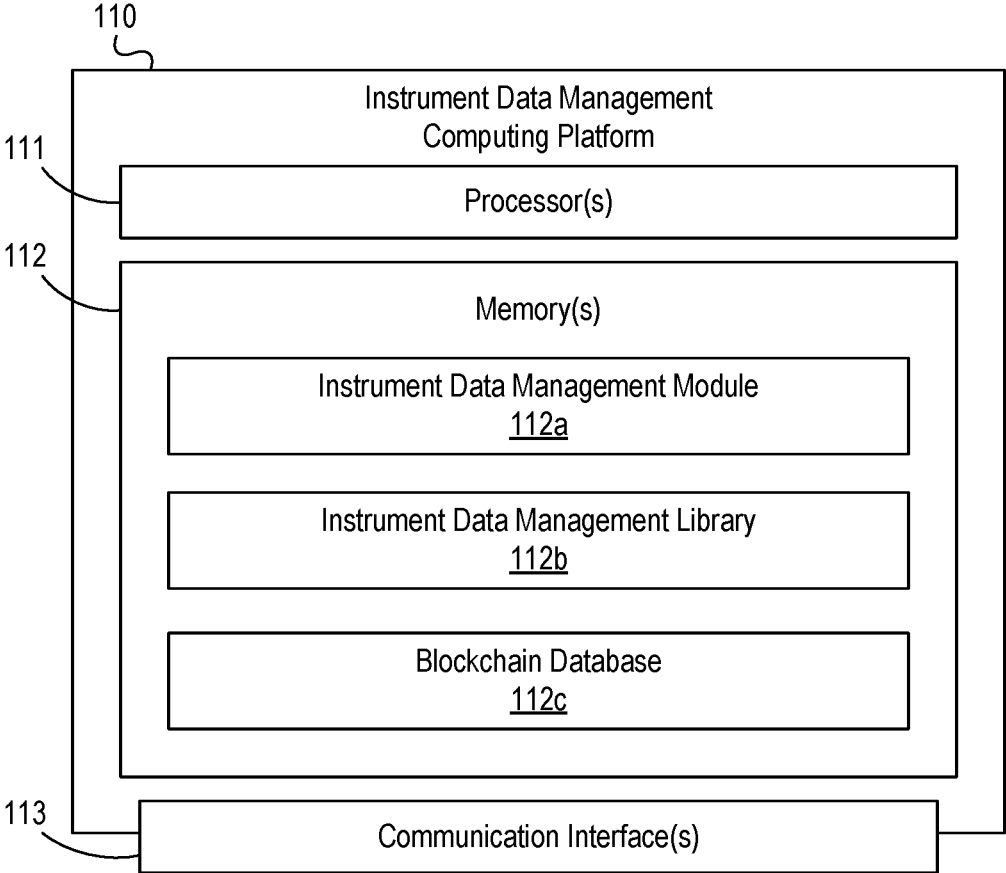 110
Instrument Data Management
Computing Platform
111
Processor(s)
112
Memory(s)
Instrument Data Management Module
112a
Instrument Data Management Library
112b
Blockchain Database
112c
113
Communication Interface(s)